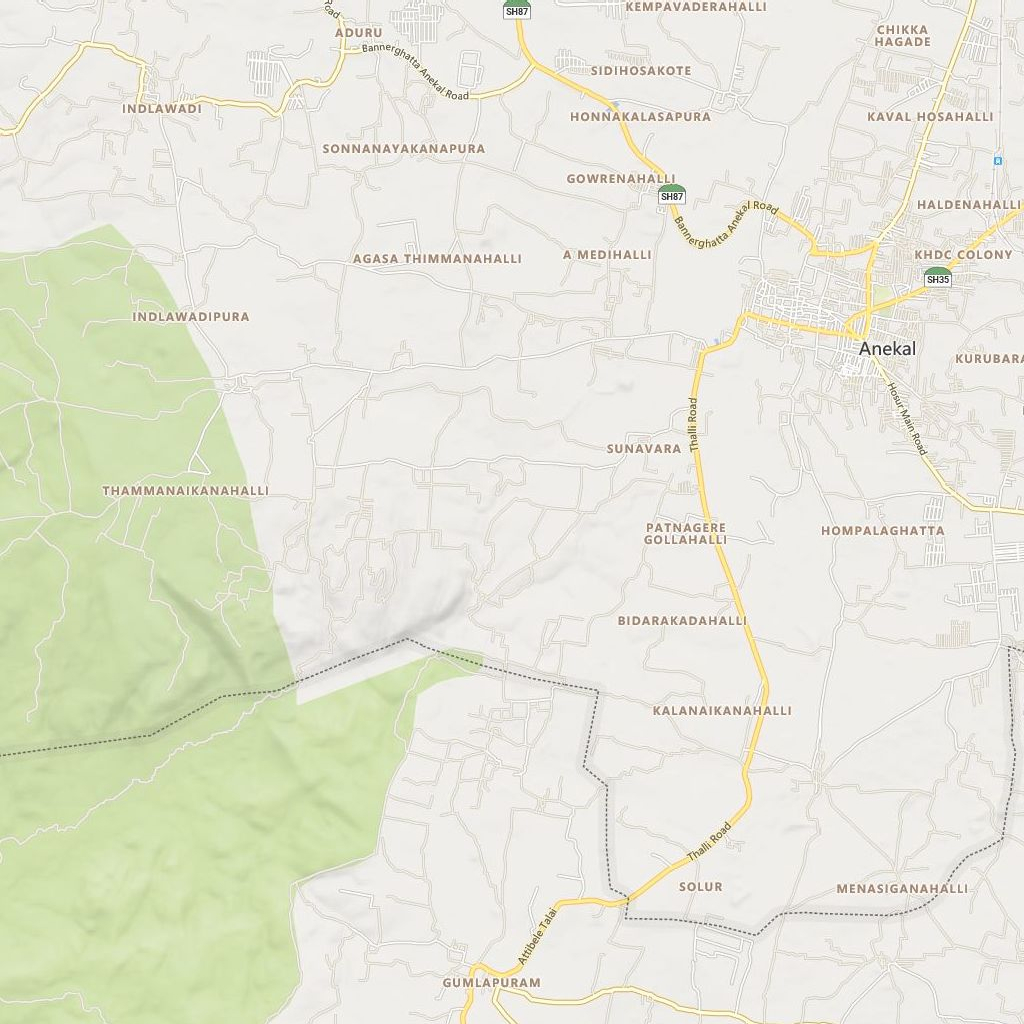 Road
SH87
KEMPAVADERAHALLI
ADURU
CHIKKA
HAGADE
Bannerghatta Anekal Road
SIDIHOSAKOTE
INDLAWADI
HONNAKALASAPURA
KAVAL HOSAHALLI
SONNANAYAKANAPURA
GOWRENAHALLI
SH87
HALDENAHALLI
Bannerghatta Anekal Road
AGASA THIMMANAHALLI
A MEDIHALLI
KHDC COLONY
SH35
INDLAWADIPURA
Anekal
KURUBARA
Hosur Main Road
Thalli Road
SUNAVARA
THAMMANAIKANAHALLI
PATNAGERE
GOLLAHALLI
HOMPALAGHATTA
BIDARAKADAHALLI
KALANAIKANAHALLI
Thalli Road
SOLUR
MENASIGANAHALLI
Attibele Talai
GUMLAPURAM